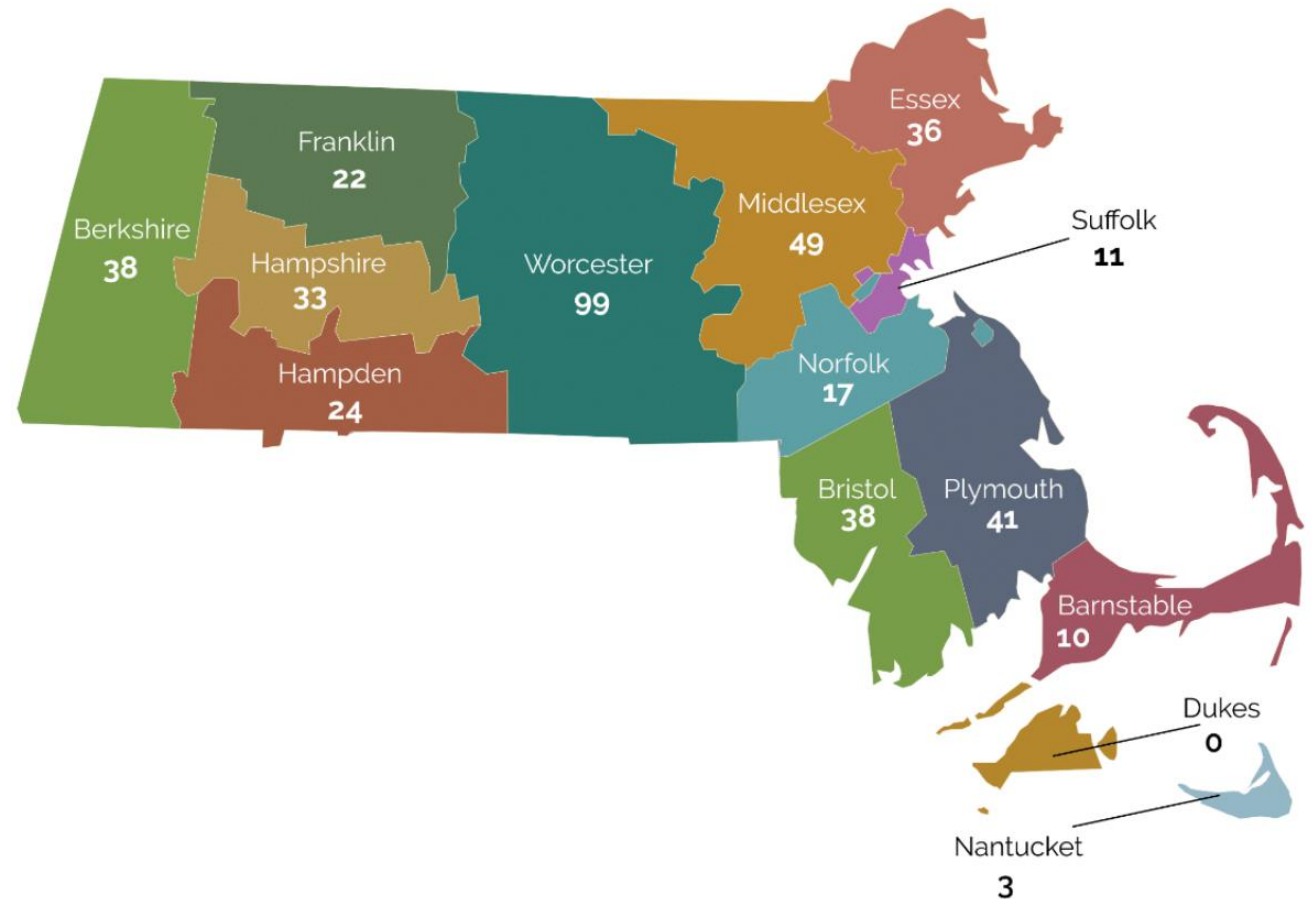 Essex
36
Franklin
22
Middlesex
49
Suffolk
11
Berkshire
38
Hampshire
33
Worcester
99
Norfolk
17
Hampden
24
Bristol
38
Plymouth
41
Barnstable
10
Dukes
0
Nantucket
3